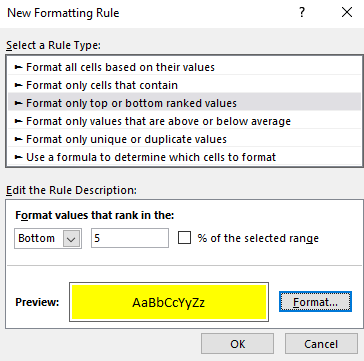 New Formatting Rule ? ×
Select a Rule Type:
► Format all cells based on their values
► Format only cells that contain
► Format only top or bottom ranked values
► Format only values that are above or below average
► Format only unique or duplicate values
► Use a formula to determine which cells to format
Edit the Rule Description:
Format values that rank in the:
Bottom 5 % of the selected range
Preview: AaBbCcYyZz Format...
OK Cancel